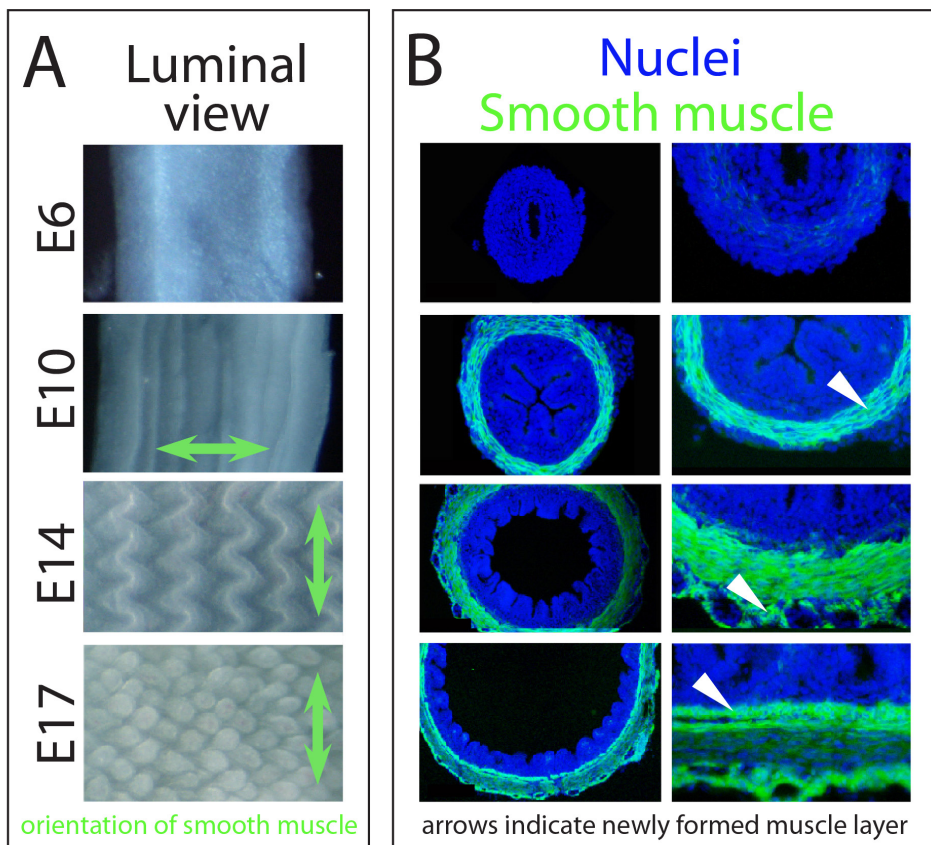 A
Luminal
view
E6
E10
E14
E17
orientation of smooth muscle
B
Nuclei
Smooth muscle
arrows indicate newly formed muscle layer